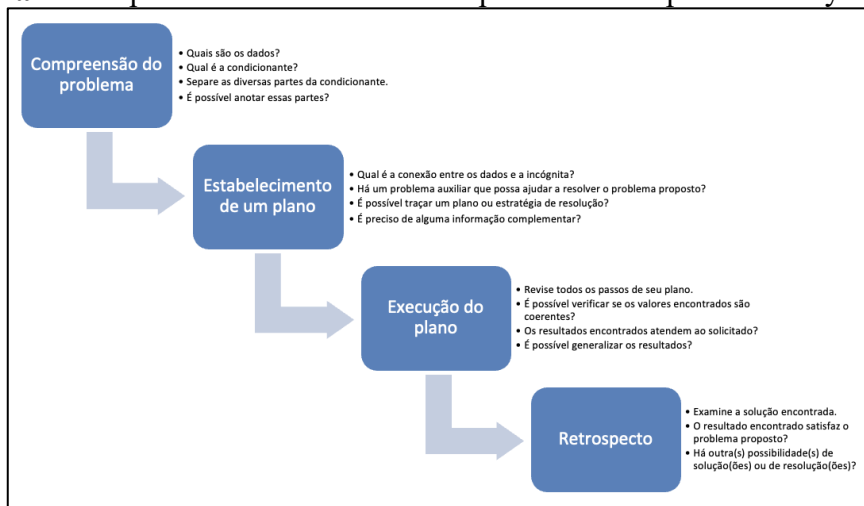 Compreensão do
problema
• Quais são os dados?
• Qual é a condicionante?
• Separe as diversas partes da condicionante.
• É possível anotar essas partes?
Estabelecimento
de um plano
• Qual é a conexão entre os dados e a incógnita?
• Há um problema auxiliar que possa ajudar a resolver o problema proposto?
• É possível traçar um plano ou estratégia de resolução?
• É preciso de alguma informação complementar?
Execução do
plano
• Revise todos os passos de seu plano.
• É possível verificar se os valores encontrados são
coerentes?
• Os resultados encontrados atendem ao solicitado?
• É possível generalizar os resultados?
Retrospecto
• Examine a solução encontrada.
• O resultado encontrado satisfaz o
problema proposto?
• Há outra(s) possibilidade(s) de
solução(ões) ou de resolução(ões)?